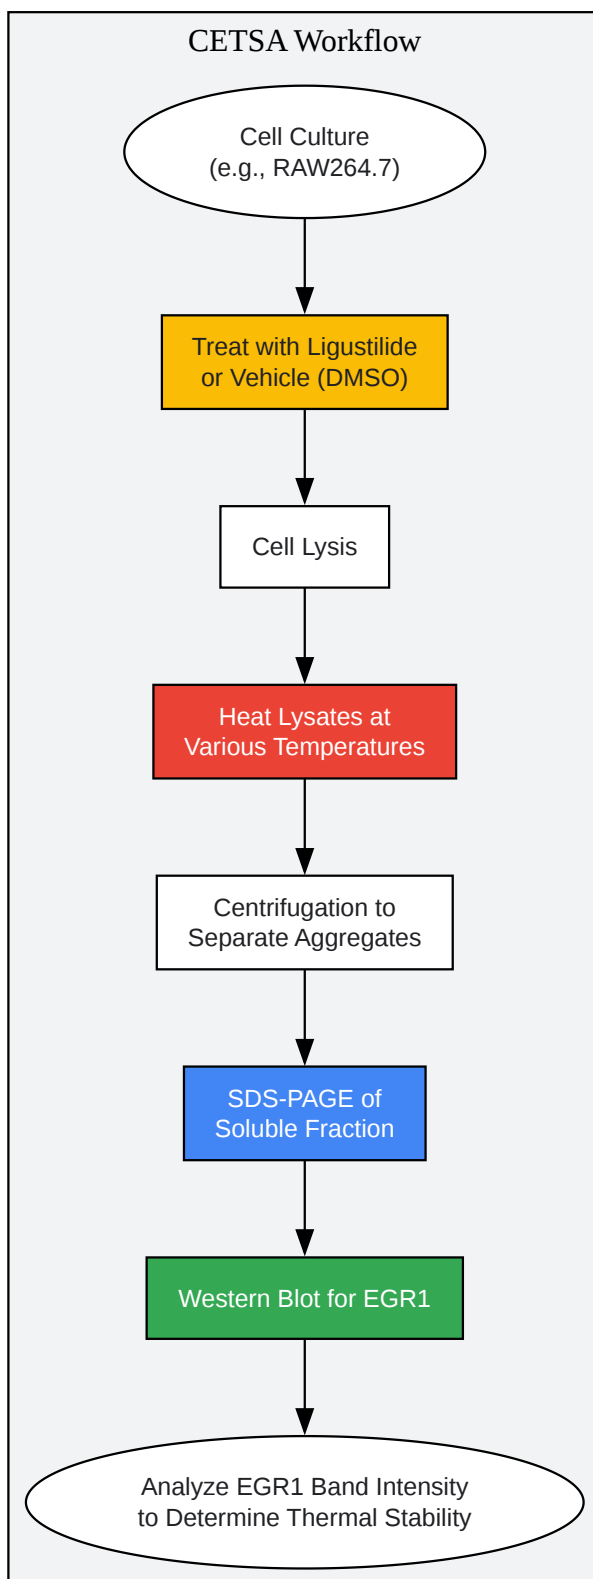 CETSA Workflow
Cell Culture
(e.g., RAW264.7)
Treat with Ligustilide
or Vehicle (DMSO)
Cell Lysis
Heat Lysates at
Various Temperatures
Centrifugation to
Separate Aggregates
SDS-PAGE of
Soluble Fraction
Western Blot for EGR1
Analyze EGR1 Band Intensity
to Determine Thermal Stability